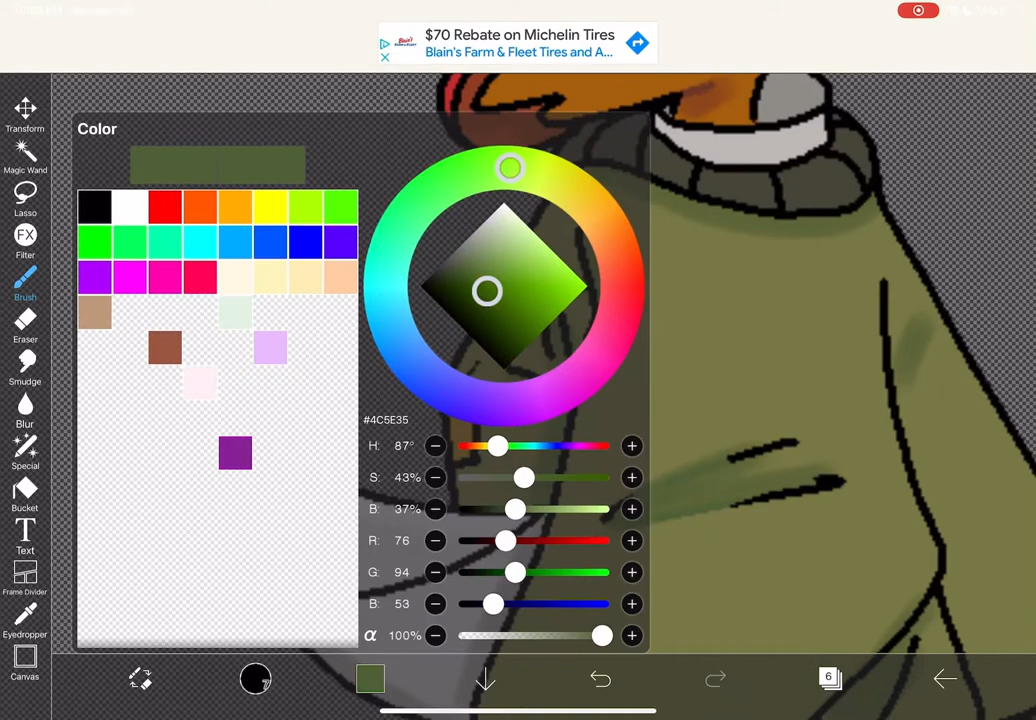 $70 Rebate on Michelin Tires
Blain's Farm & Fleet Tires and A...
Transform
Magic Wand
Lasso
FX
Filter
Brush
Eraser
Smudge
Blur
Special
Bucket
T
Text
Frame Divider
Eyedropper
Canvas
Color
#4C5E35
H: 87°
S: 43%
B: 37%
R: 76
G: 94
B: 53
α 100%
7
6